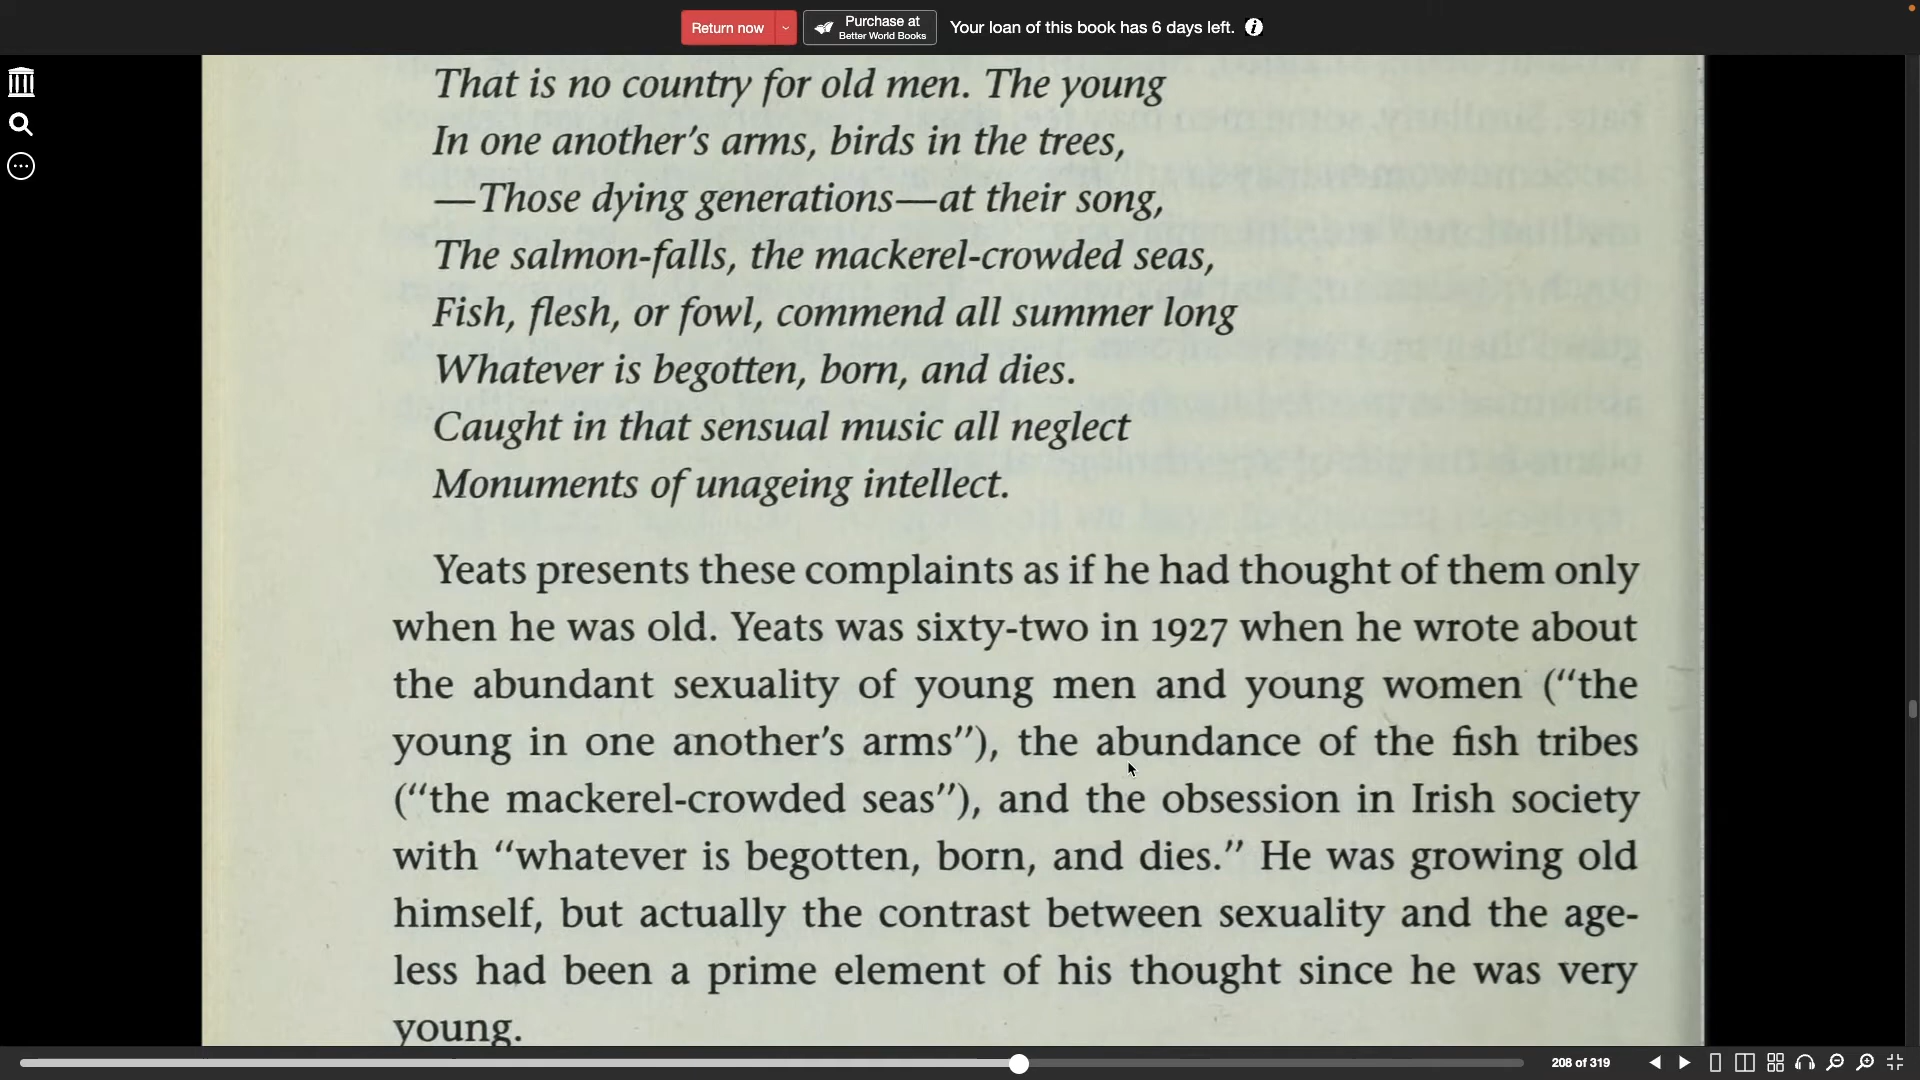 Return now
Purchase at
Better World Books
Your loan of this book has 6 days left.
That is no country for old men. The young
In one another's arms, birds in the trees,
—Those dying generations—at their song,
The salmon-falls, the mackerel-crowded seas,
Fish, flesh, or fowl, commend all summer long
Whatever is begotten, born, and dies.
Caught in that sensual music all neglect
Monuments of unageing intellect.
Yeats presents these complaints as if he had thought of them only
when he was old. Yeats was sixty-two in 1927 when he wrote about
the abundant sexuality of young men and young women (“the
young in one another's arms”), the abundance of the fish tribes
(“the mackerel-crowded seas”), and the obsession in Irish society
with “whatever is begotten, born, and dies.” He was growing old
himself, but actually the contrast between sexuality and the age-
less had been a prime element of his thought since he was very
young.
208 of 319